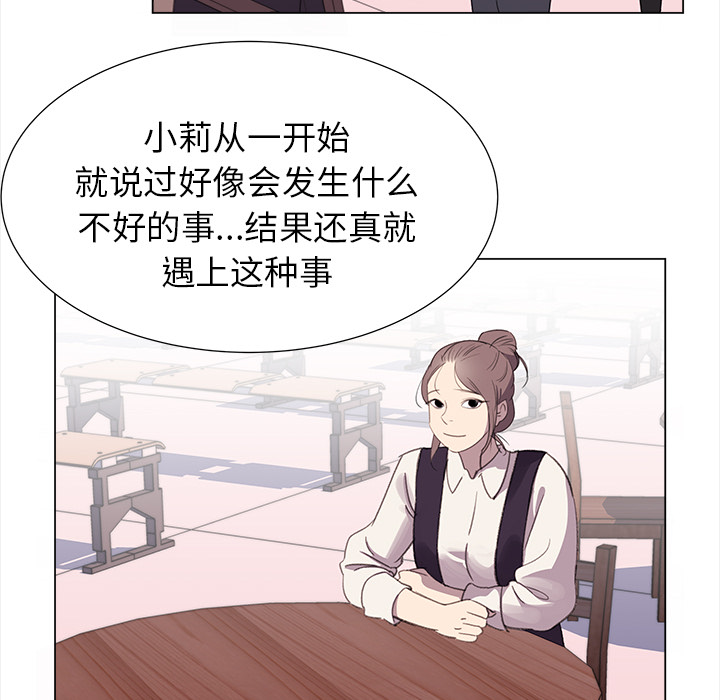 小莉从一开始
就说过好像会发生什么
不好的事…结果还真就
遇上这种事